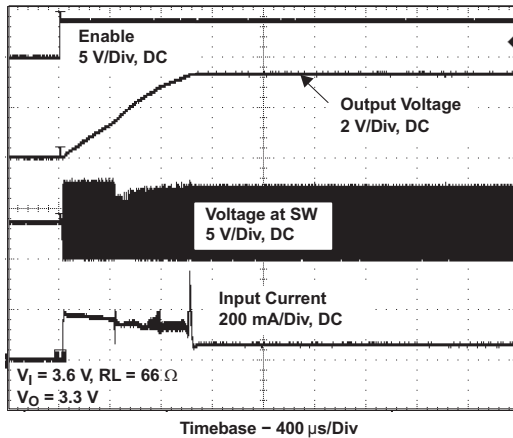 Enable
5 V/Div, DC
Output Voltage
2 V/Div, DC
Voltage at SW
5 V/Div, DC
Input Current
200 mA/Div, DC
VI = 3.6 V, RL = 66 Ω
VO = 3.3 V
Timebase − 400 μs/Div